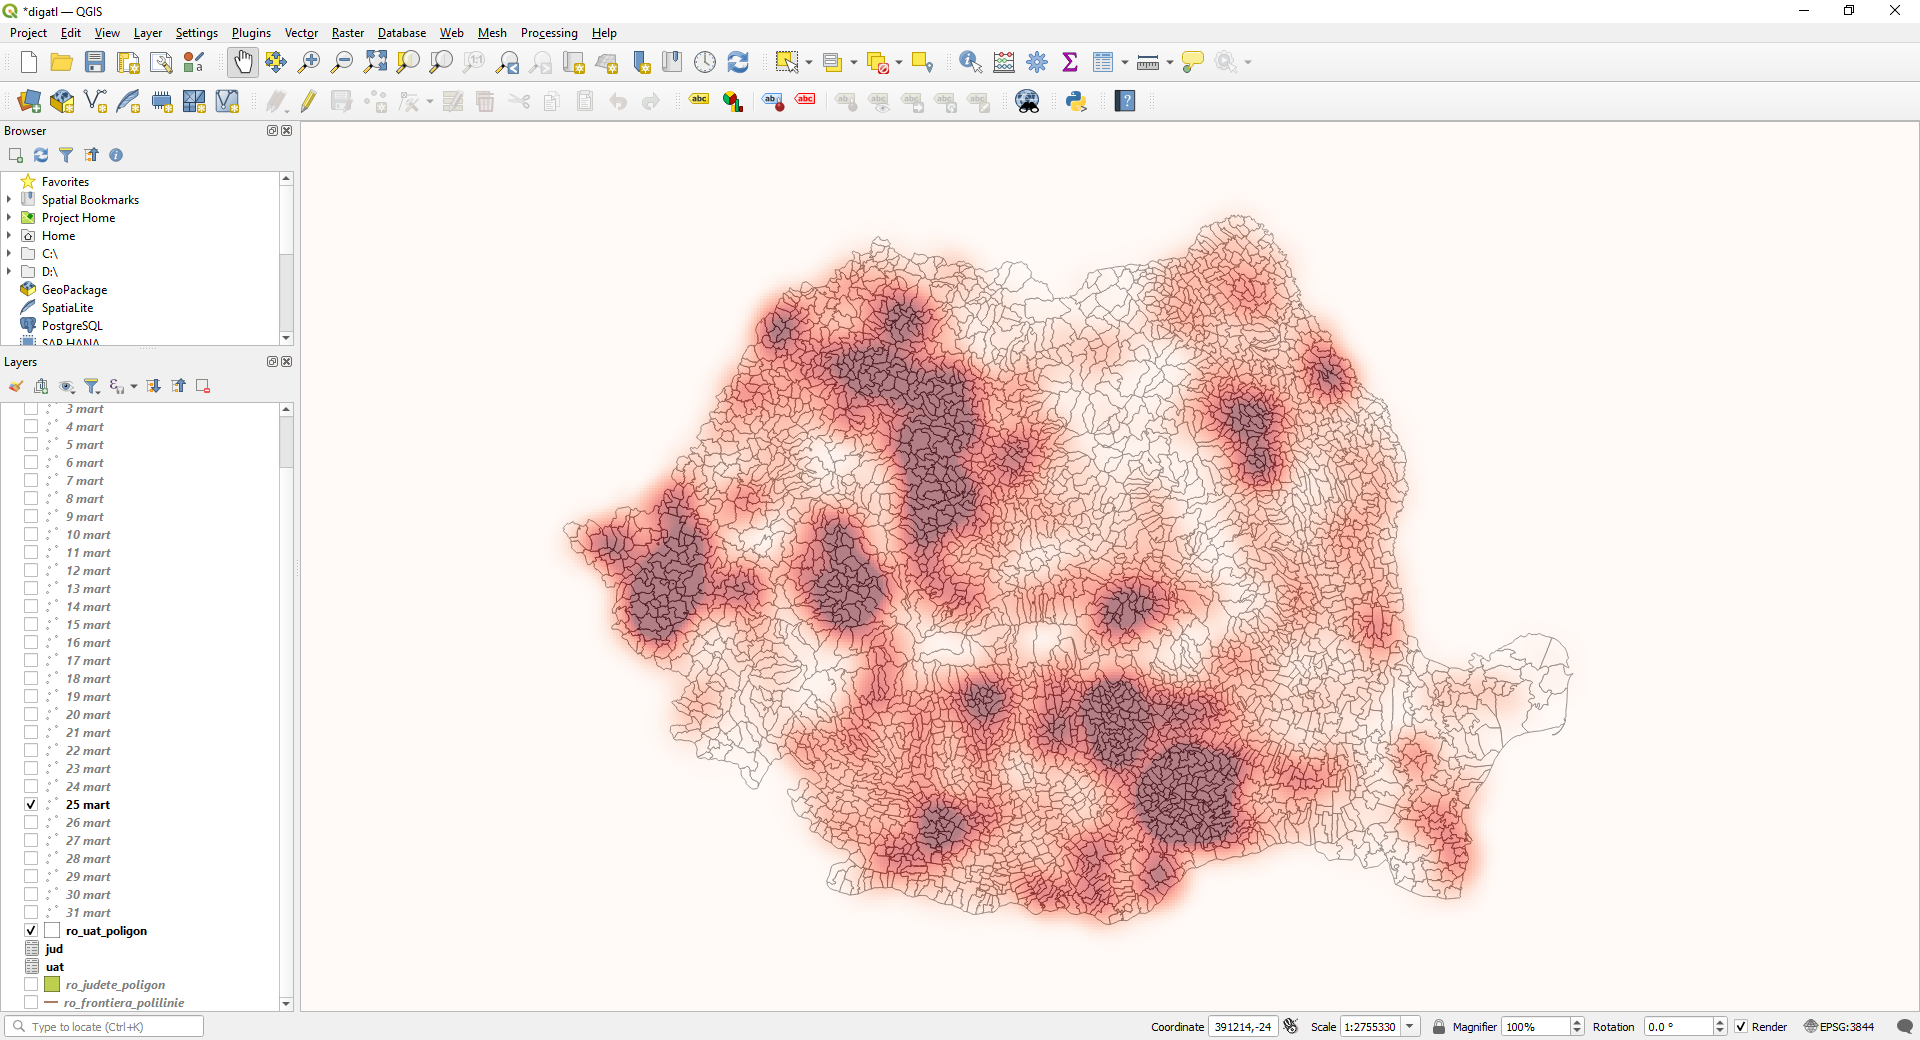 *digatl — QGIS
Project Edit View Layer Settings Plugins Vector Raster Database Web Mesh Processing Help
Browser
Favorites
Spatial Bookmarks
Project Home
Home
C:\
D:\
GeoPackage
SpatiaLite
PostgreSQL
SAP HANA
Layers
3 mart
4 mart
5 mart
6 mart
7 mart
8 mart
9 mart
10 mart
11 mart
12 mart
13 mart
14 mart
15 mart
16 mart
17 mart
18 mart
19 mart
20 mart
21 mart
22 mart
23 mart
24 mart
25 mart
26 mart
27 mart
28 mart
29 mart
30 mart
31 mart
ro_uat_poligon
jud
uat
ro_judete_poligon
ro_frontiera_polilinie
Type to locate (Ctrl+K) Coordinate 391214,-24 Scale 1:2755330 Magnifier 100% Rotation 0.0 ° Render EPSG:3844